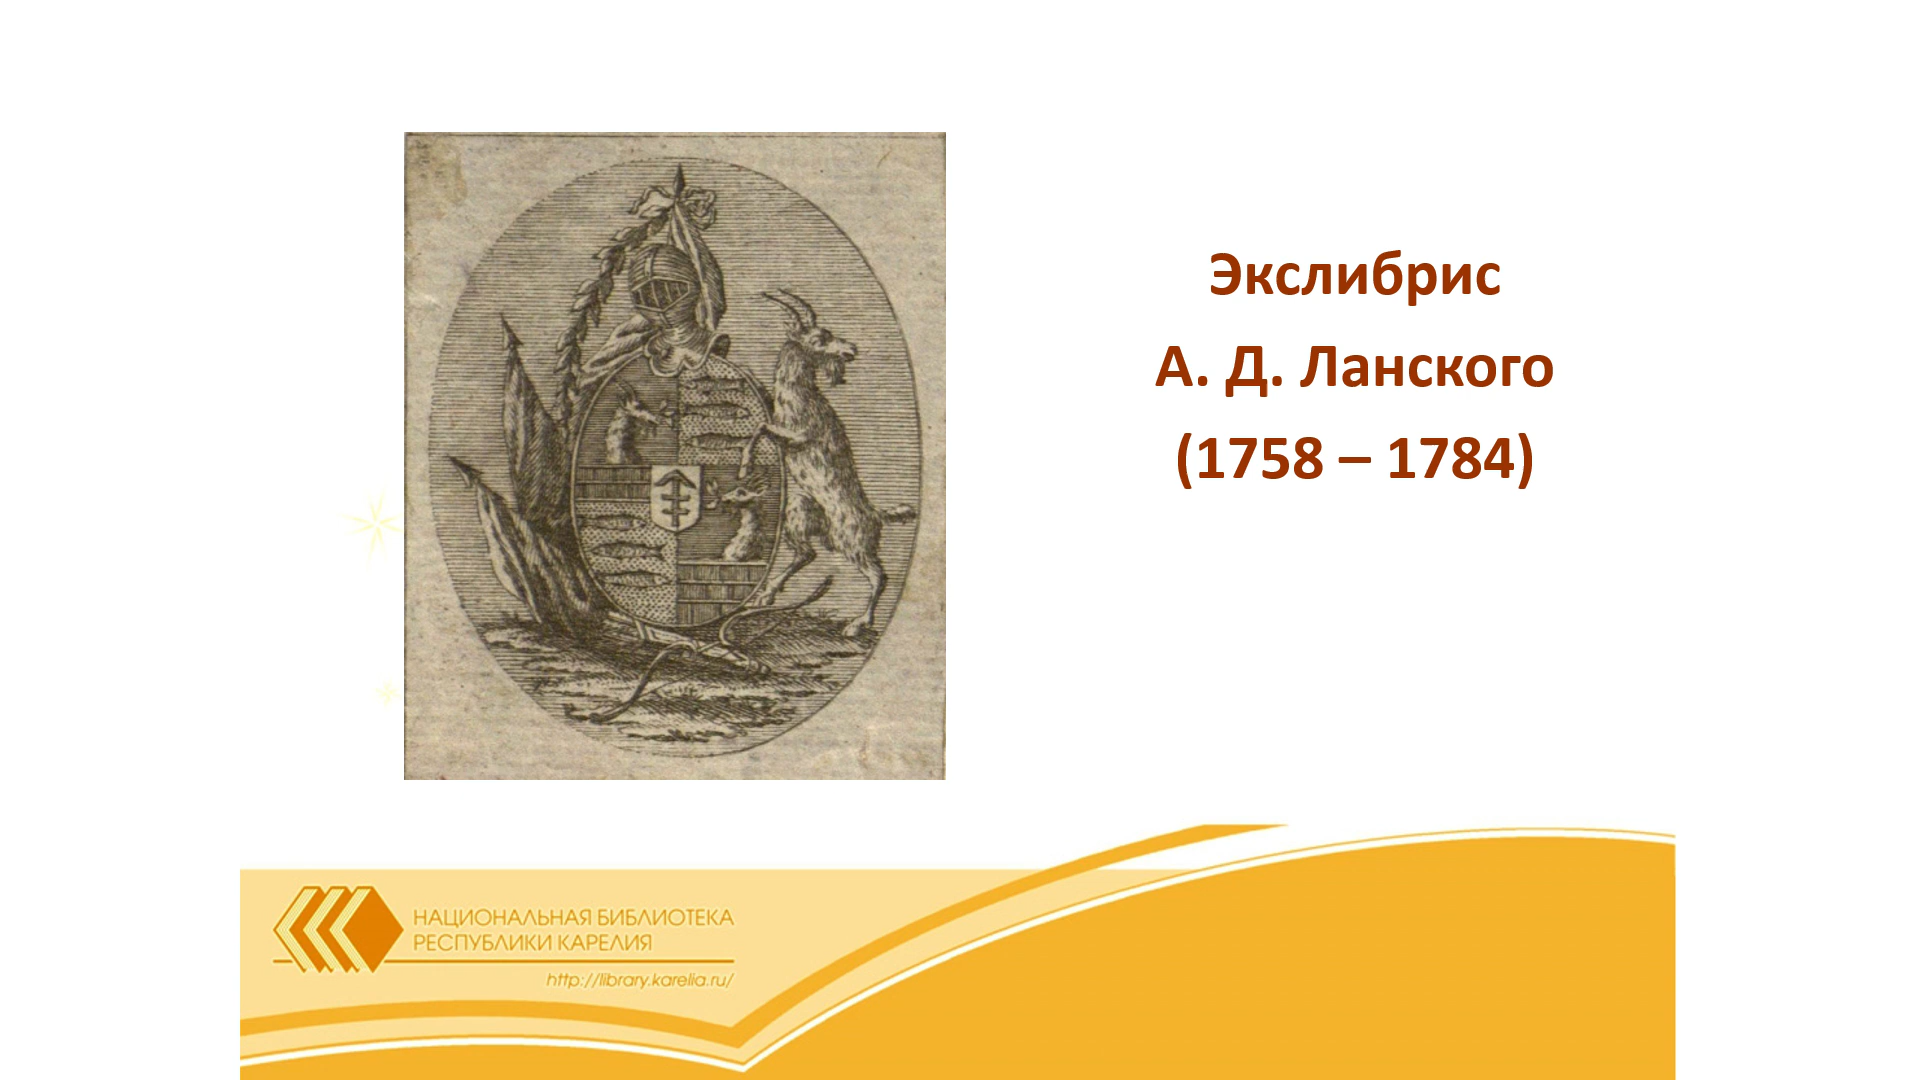 Экслибрис
А. Д. Ланского
(1758 – 1784)
НАЦИОНАЛЬНАЯ БИБЛИОТЕКА
РЕСПУБЛИКИ КАРЕЛИЯ
http://library.karelia.ru/